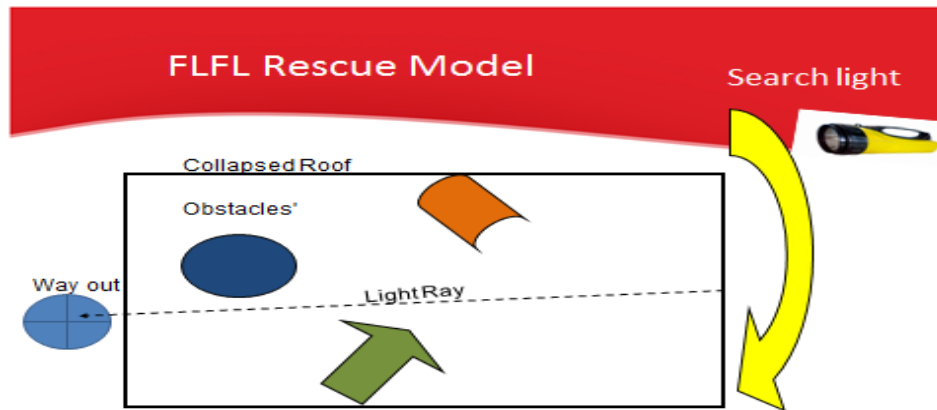 FLFL Rescue Model
Search light
Collapsed Roof
Obstacles'
Way out
Light Ray